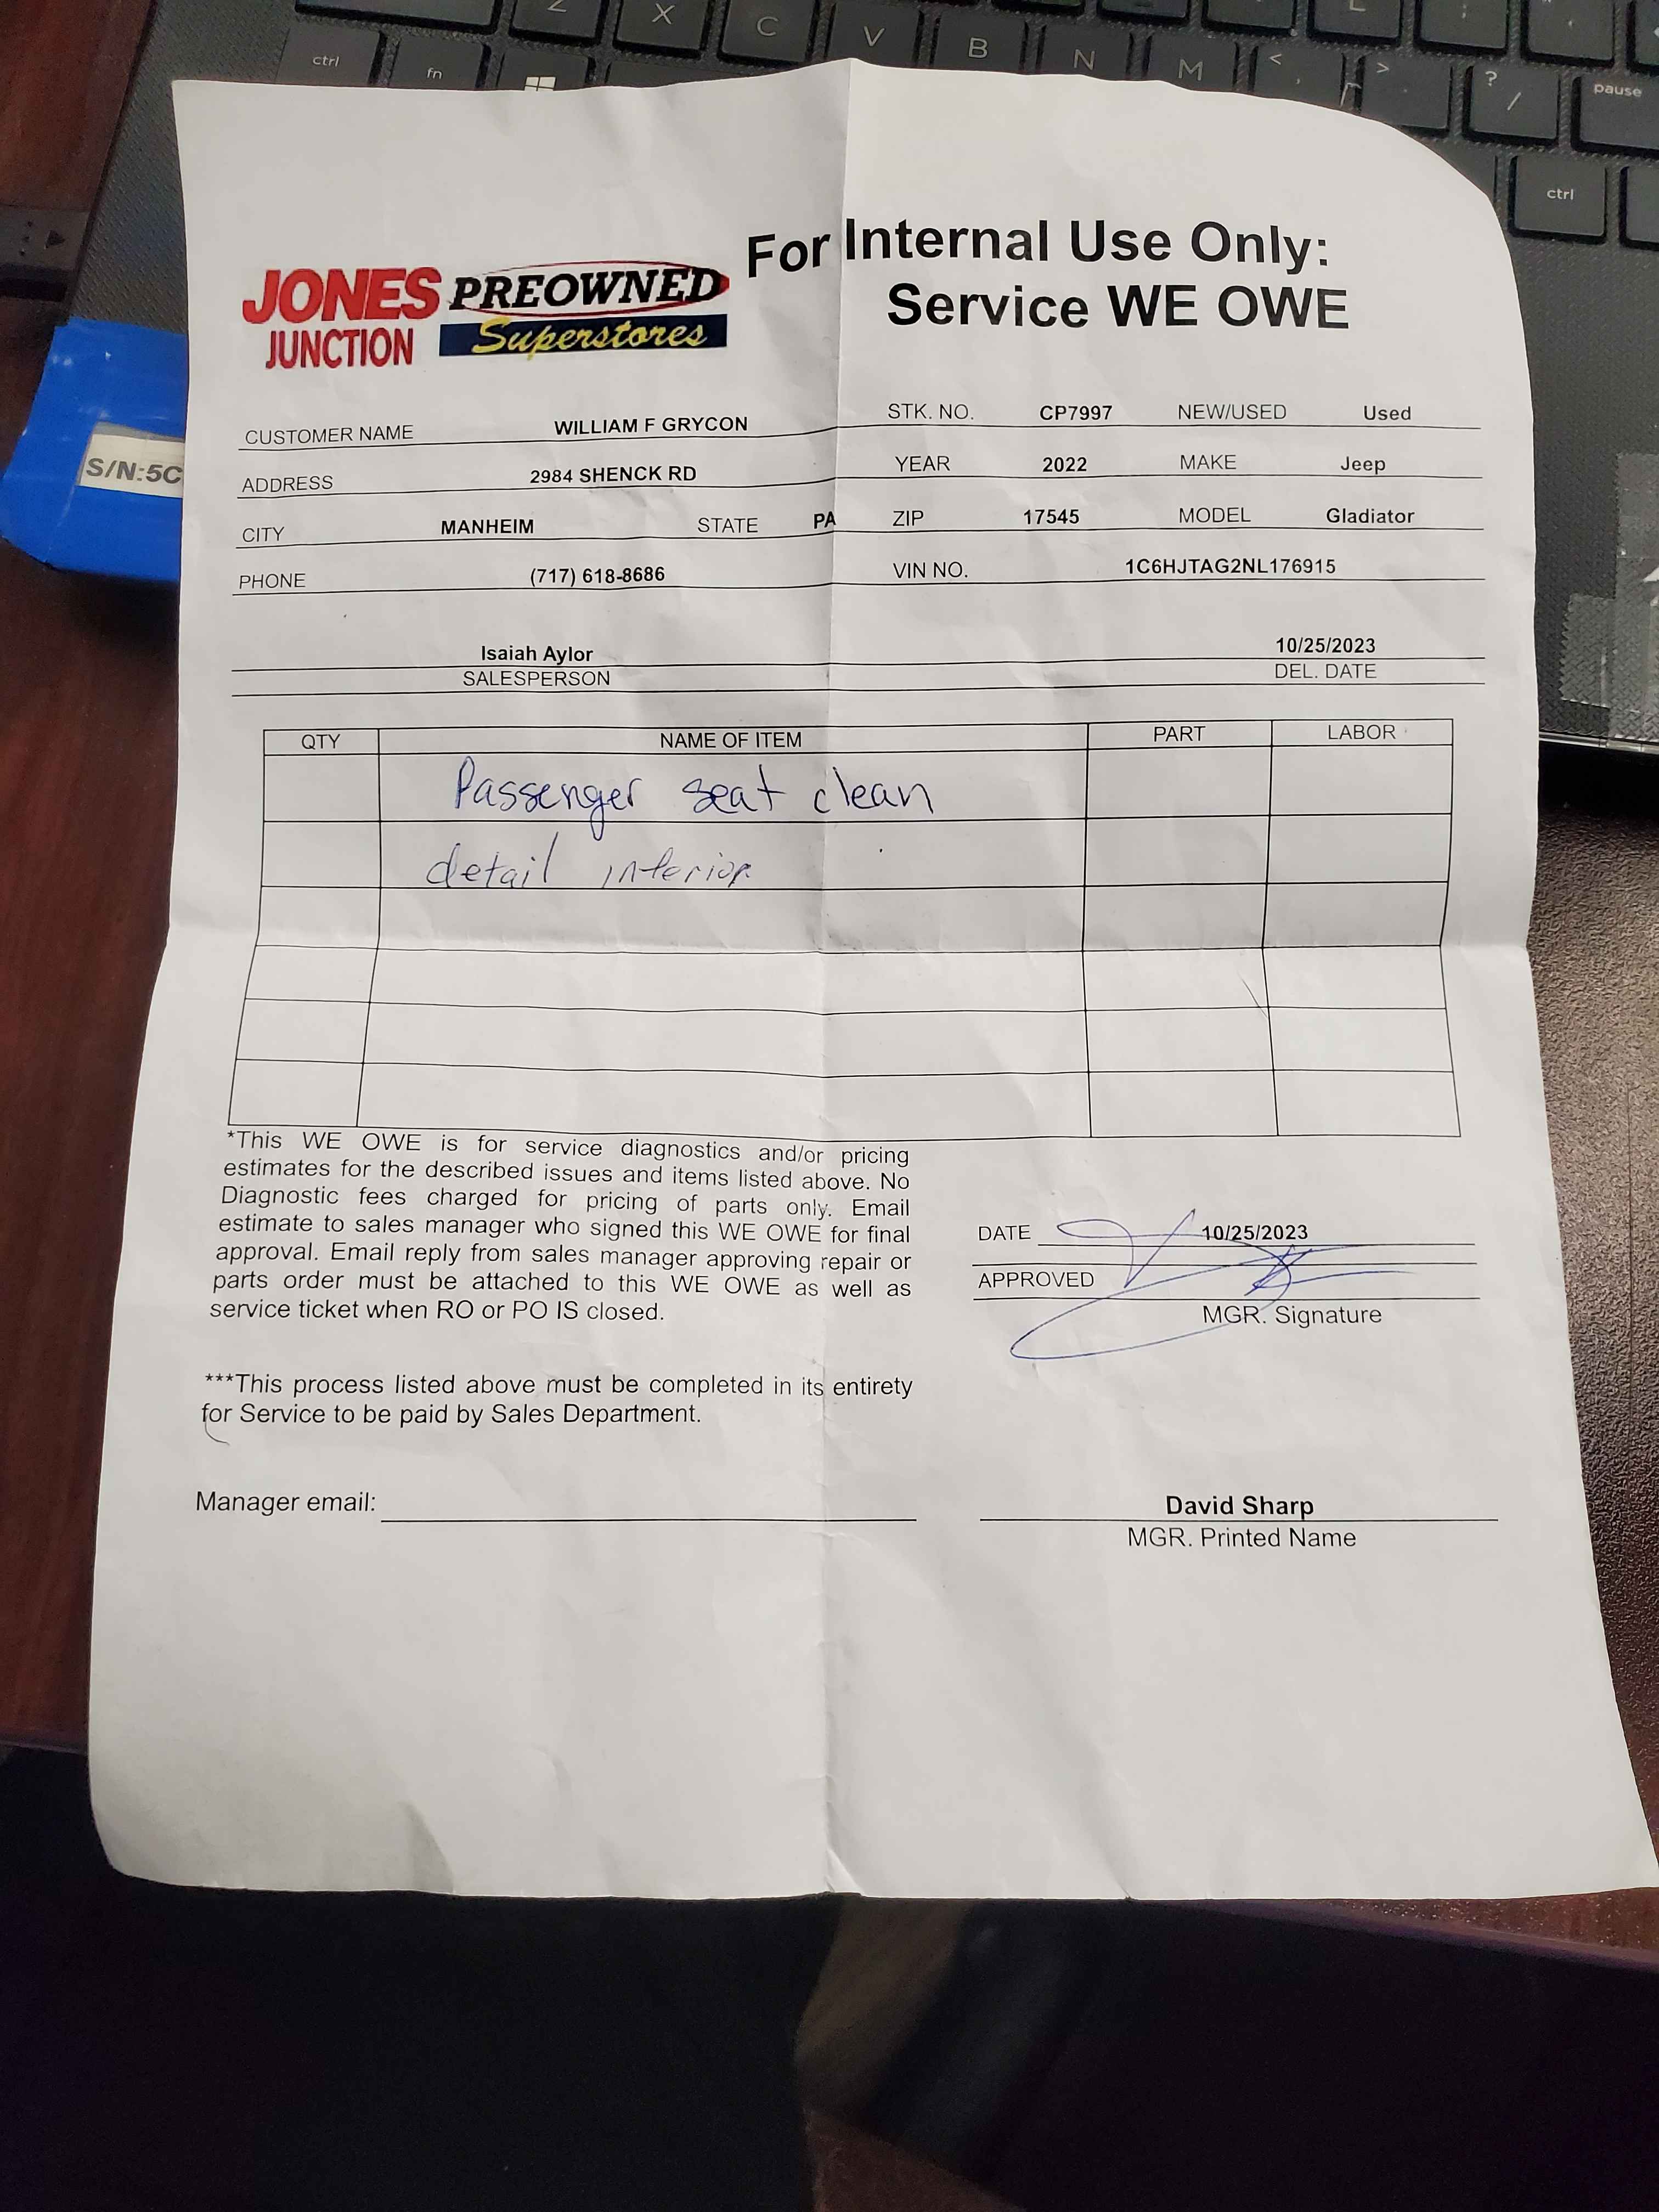 Z X C V B N M < , > . ? / pause
ctrl fn ctrl
S/N:5C
JONES JUNCTION
PREOWNED Superstores
For Internal Use Only:
Service WE OWE
CUSTOMER NAME WILLIAM F GRYCON STK. NO. CP7997 NEW/USED Used
ADDRESS 2984 SHENCK RD YEAR 2022 MAKE Jeep
CITY MANHEIM STATE PA ZIP 17545 MODEL Gladiator
PHONE (717) 618-8686 VIN NO. 1C6HJTAG2NL176915
Isaiah Aylor 10/25/2023
SALESPERSON DEL. DATE
QTY NAME OF ITEM PART LABOR
Passenger seat clean
detail interior
*This WE OWE is for service diagnostics and/or pricing
estimates for the described issues and items listed above. No
Diagnostic fees charged for pricing of parts only. Email
estimate to sales manager who signed this WE OWE for final
approval. Email reply from sales manager approving repair or
parts order must be attached to this WE OWE as well as
service ticket when RO or PO IS closed.
DATE 10/25/2023
APPROVED
MGR. Signature
***This process listed above must be completed in its entirety
for Service to be paid by Sales Department.
Manager email:
David Sharp
MGR. Printed Name